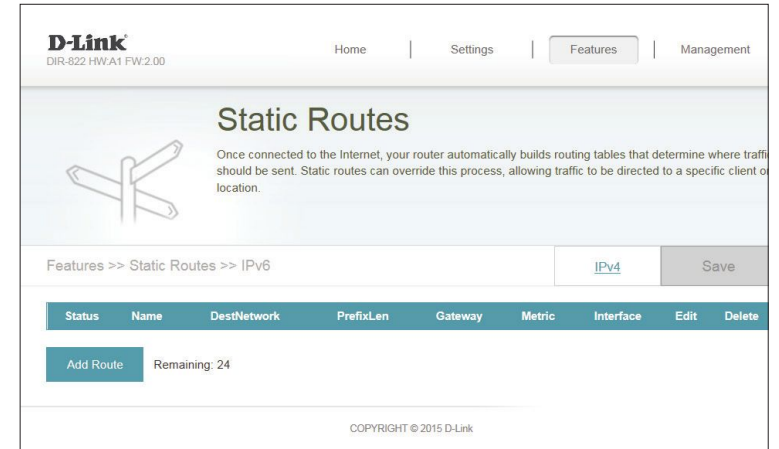 D-Link
DIR-822 HW:A1 FW:2.00
Home
Settings
Features
Management
Static Routes
Once connected to the Internet, your router automatically builds routing tables that determine where traffi
should be sent. Static routes can override this process, allowing traffic to be directed to a specific client o
location.
Features >> Static Routes >> IPv6
IPv4
Save
Status Name DestNetwork PrefixLen Gateway Metric Interface Edit Delete
Add Route
Remaining: 24
COPYRIGHT © 2015 D-Link